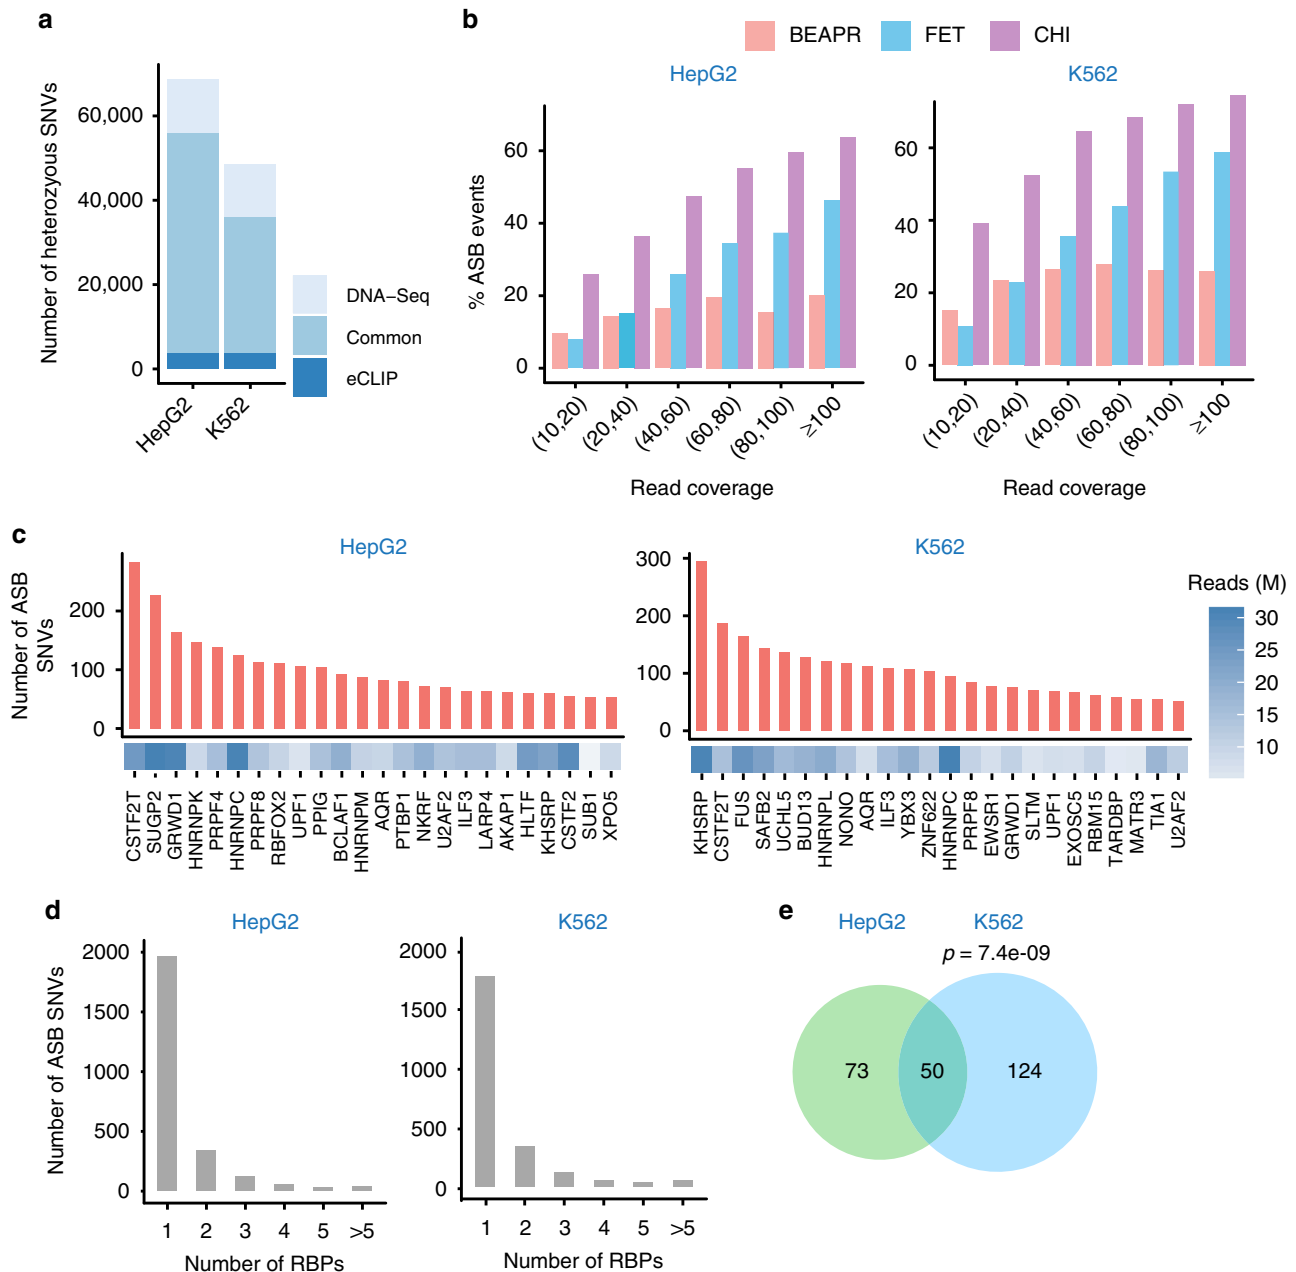 a
Number of heterozyous SNVs
60,000
40,000
20,000
0
HepG2
K562
DNA−Seq
Common
eCLIP
b
BEAPR
FET
CHI
HepG2
% ASB events
60
40
20
0
(10,20)
(20,40)
(40,60)
(60,80)
(80,100)
≥100
Read coverage
K562
60
40
20
0
(10,20)
(20,40)
(40,60)
(60,80)
(80,100)
≥100
Read coverage
c
HepG2
Number of ASB
SNVs
200
100
0
CSTF2T
SUGP2
GRWD1
HNRNPK
PRPF4
HNRNPC
PRPF8
RBFOX2
UPF1
PPIG
BCLAF1
HNRNPM
AQR
PTBP1
NKRF
U2AF2
ILF3
LARP4
AKAP1
HLTF
KHSRP
CSTF2
SUB1
XPO5
K562
300
200
100
0
KHSRP
CSTF2T
FUS
SAFB2
UCHL5
BUD13
HNRNPL
NONO
AQR
ILF3
YBX3
ZNF622
HNRNPC
PRPF8
EWSR1
GRWD1
SLTM
UPF1
EXOSC5
RBM15
TARDBP
MATR3
TIA1
U2AF2
Reads (M)
30
25
20
15
10
d
HepG2
Number of ASB SNVs
2000
1500
1000
500
0
1 2 3 4 5 >5
Number of RBPs
K562
2000
1500
1000
500
0
1 2 3 4 5 >5
Number of RBPs
e
HepG2
K562
p = 7.4e-09
73
50
124